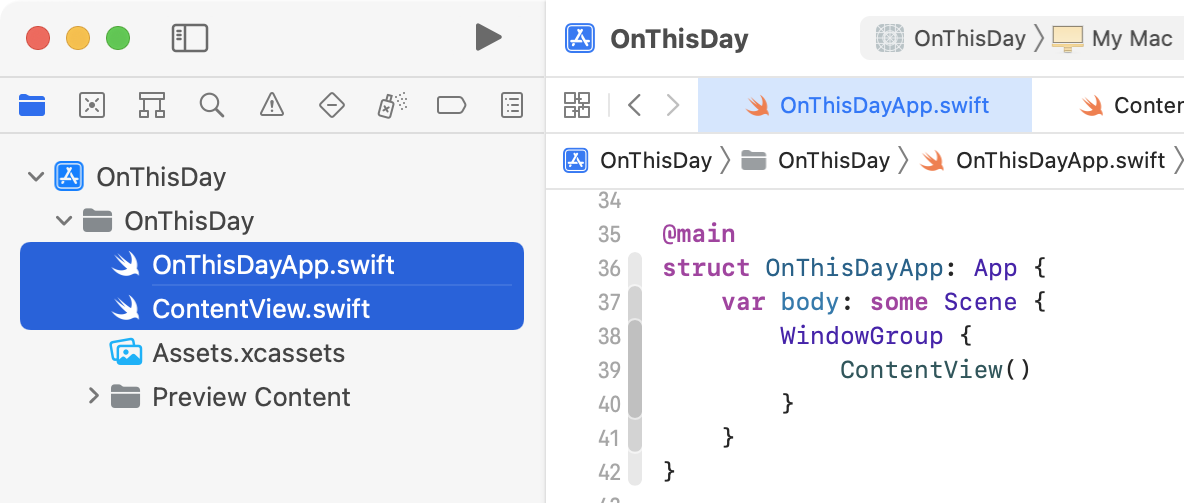 OnThisDay
OnThisDay
My Mac
OnThisDayApp.swift
OnThisDay
OnThisDay
OnThisDayApp.swift
OnThisDay
OnThisDay
OnThisDayApp.swift
ContentView.swift
Assets.xcassets
Preview Content
34
35 @main
36 struct OnThisDayApp: App {
37 var body: some Scene {
38 WindowGroup {
39 ContentView()
40 }
41 }
42 }